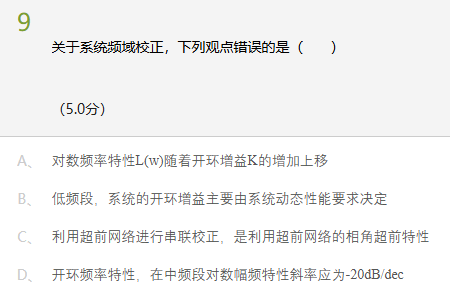 9
关于系统频域校正，下列观点错误的是（　　）
（5.0分）
A、 对数频率特性L(w)随着开环增益K的增加上移
B、 低频段，系统的开环增益主要由系统动态性能要求决定
C、 利用超前网络进行串联校正，是利用超前网络的相角超前特性
D、 开环频率特性，在中频段对数幅频特性斜率应为-20dB/dec